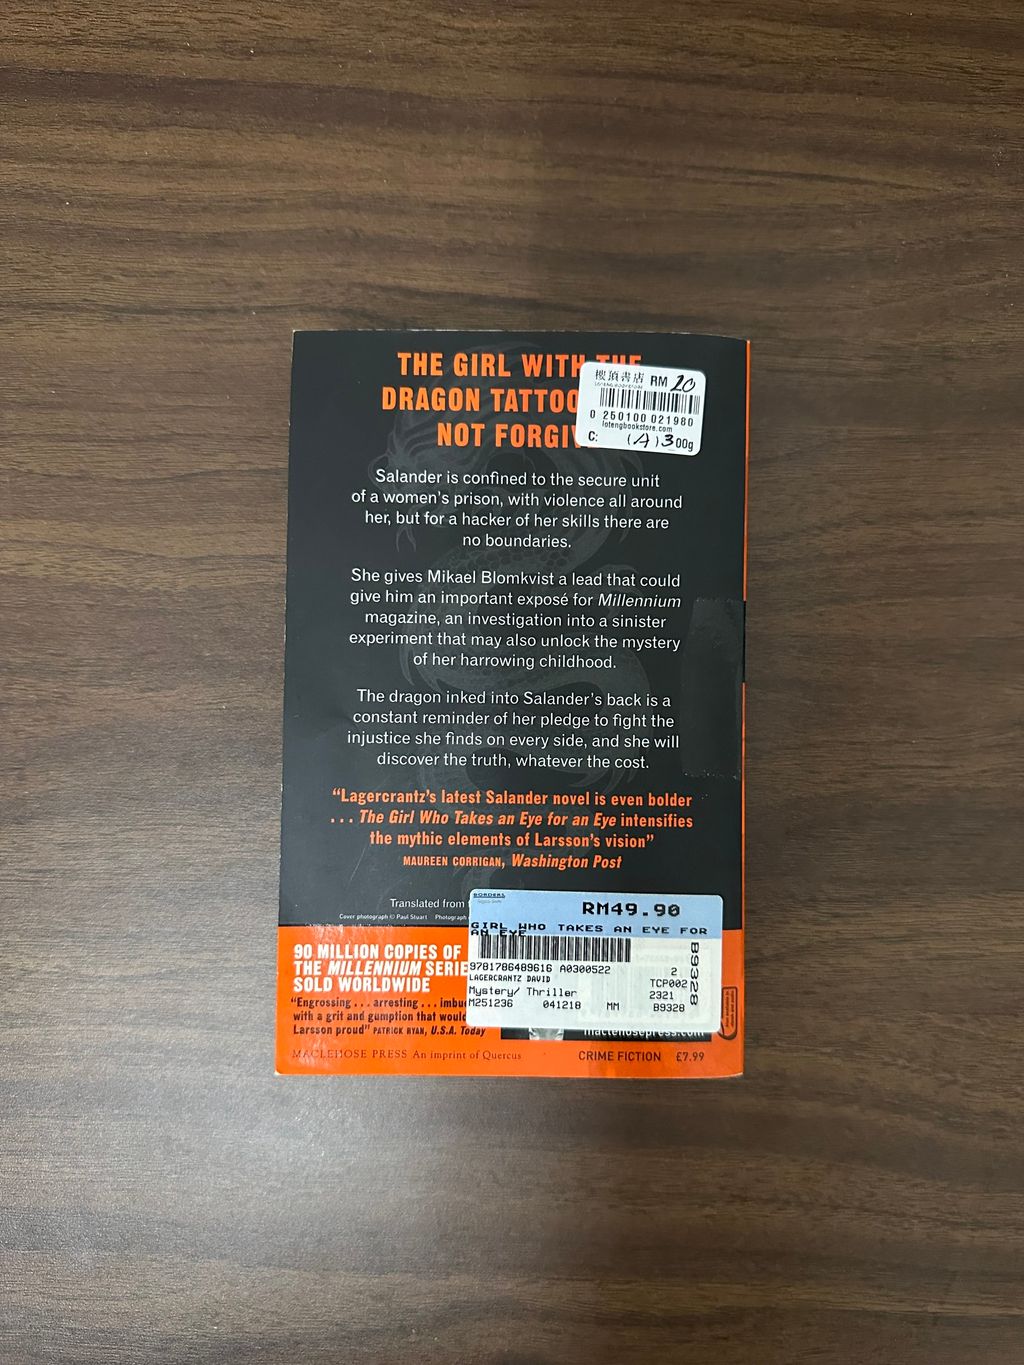 THE GIRL WITH THE
DRAGON TATTOO
NOT FORGIV
樓頂書店 RM 20
0 250100 021980
lotengbookstore.com
C: (A) 300g
Salander is confined to the secure unit
of a women's prison, with violence all around
her, but for a hacker of her skills there are
no boundaries.
She gives Mikael Blomkvist a lead that could
give him an important exposé for Millennium
magazine, an investigation into a sinister
experiment that may also unlock the mystery
of her harrowing childhood.
The dragon inked into Salander's back is a
constant reminder of her pledge to fight the
injustice she finds on every side, and she will
discover the truth, whatever the cost.
“Lagercrantz's latest Salander novel is even bolder
. . . The Girl Who Takes an Eye for an Eye intensifies
the mythic elements of Larsson's vision”
MAUREEN CORRIGAN, Washington Post
Translated from
Cover photograph © Paul Stuart Photograph
BORDERS
RM49.90
GIRL WHO TAKES AN EYE FOR
AN EYE
9781786489616 A0300522 2
LAGERCRANTZ DAVID TCP002
Mystery/ Thriller 2321
M251236 041218 MM B9328
B9328
90 MILLION COPIES OF
THE MILLENNIUM SERIE
SOLD WORLDWIDE
“Engrossing . . . arresting . . . imbu
with a grit and gumption that would
Larsson proud” PATRICK RYAN, U.S.A. Today
maclehosepress.com
MACLEHOSE PRESS An imprint of Quercus
CRIME FICTION £7.99